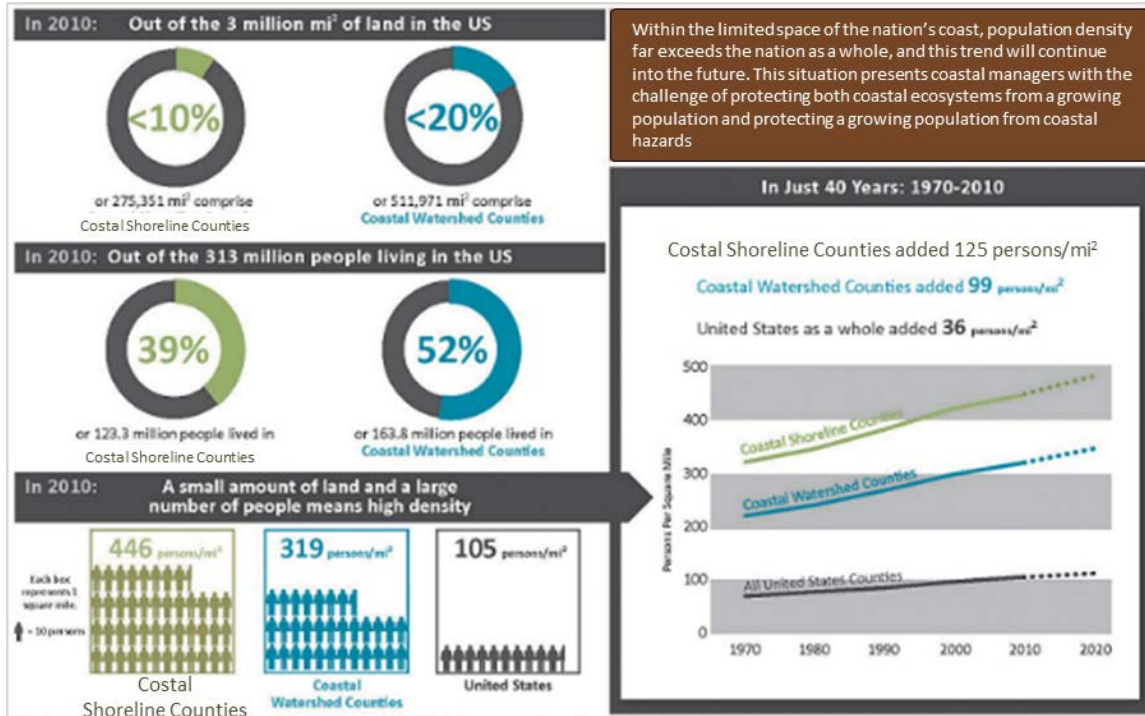 In 2010: Out of the 3 million mi² of land in the US
<10%
<20%
or 275,351 mi² comprise
Costal Shoreline Counties
or 511,971 mi² comprise
Coastal Watershed Counties
In 2010: Out of the 313 million people living in the US
39%
52%
or 123.3 million people lived in
Costal Shoreline Counties
or 163.8 million people lived in
Coastal Watershed Counties
In 2010: A small amount of land and a large
number of people means high density
Each box
represents 1
square mile.
= 10 persons
446 persons/mi²
Costal
Shoreline Counties
319 persons/mi²
Coastal
Watershed Counties
105 persons/mi²
United States
Within the limited space of the nation's coast, population density
far exceeds the nation as a whole, and this trend will continue
into the future. This situation presents coastal managers with the
challenge of protecting both coastal ecosystems from a growing
population and protecting a growing population from coastal
hazards
In Just 40 Years: 1970-2010
Costal Shoreline Counties added 125 persons/mi²
Coastal Watershed Counties added 99 persons/mi²
United States as a whole added 36 persons/mi²
Persons Per Square Mile
500
400
300
200
100
0
Coastal Shoreline Counties
Coastal Watershed Counties
All United States Counties
1970 1980 1990 2000 2010 2020